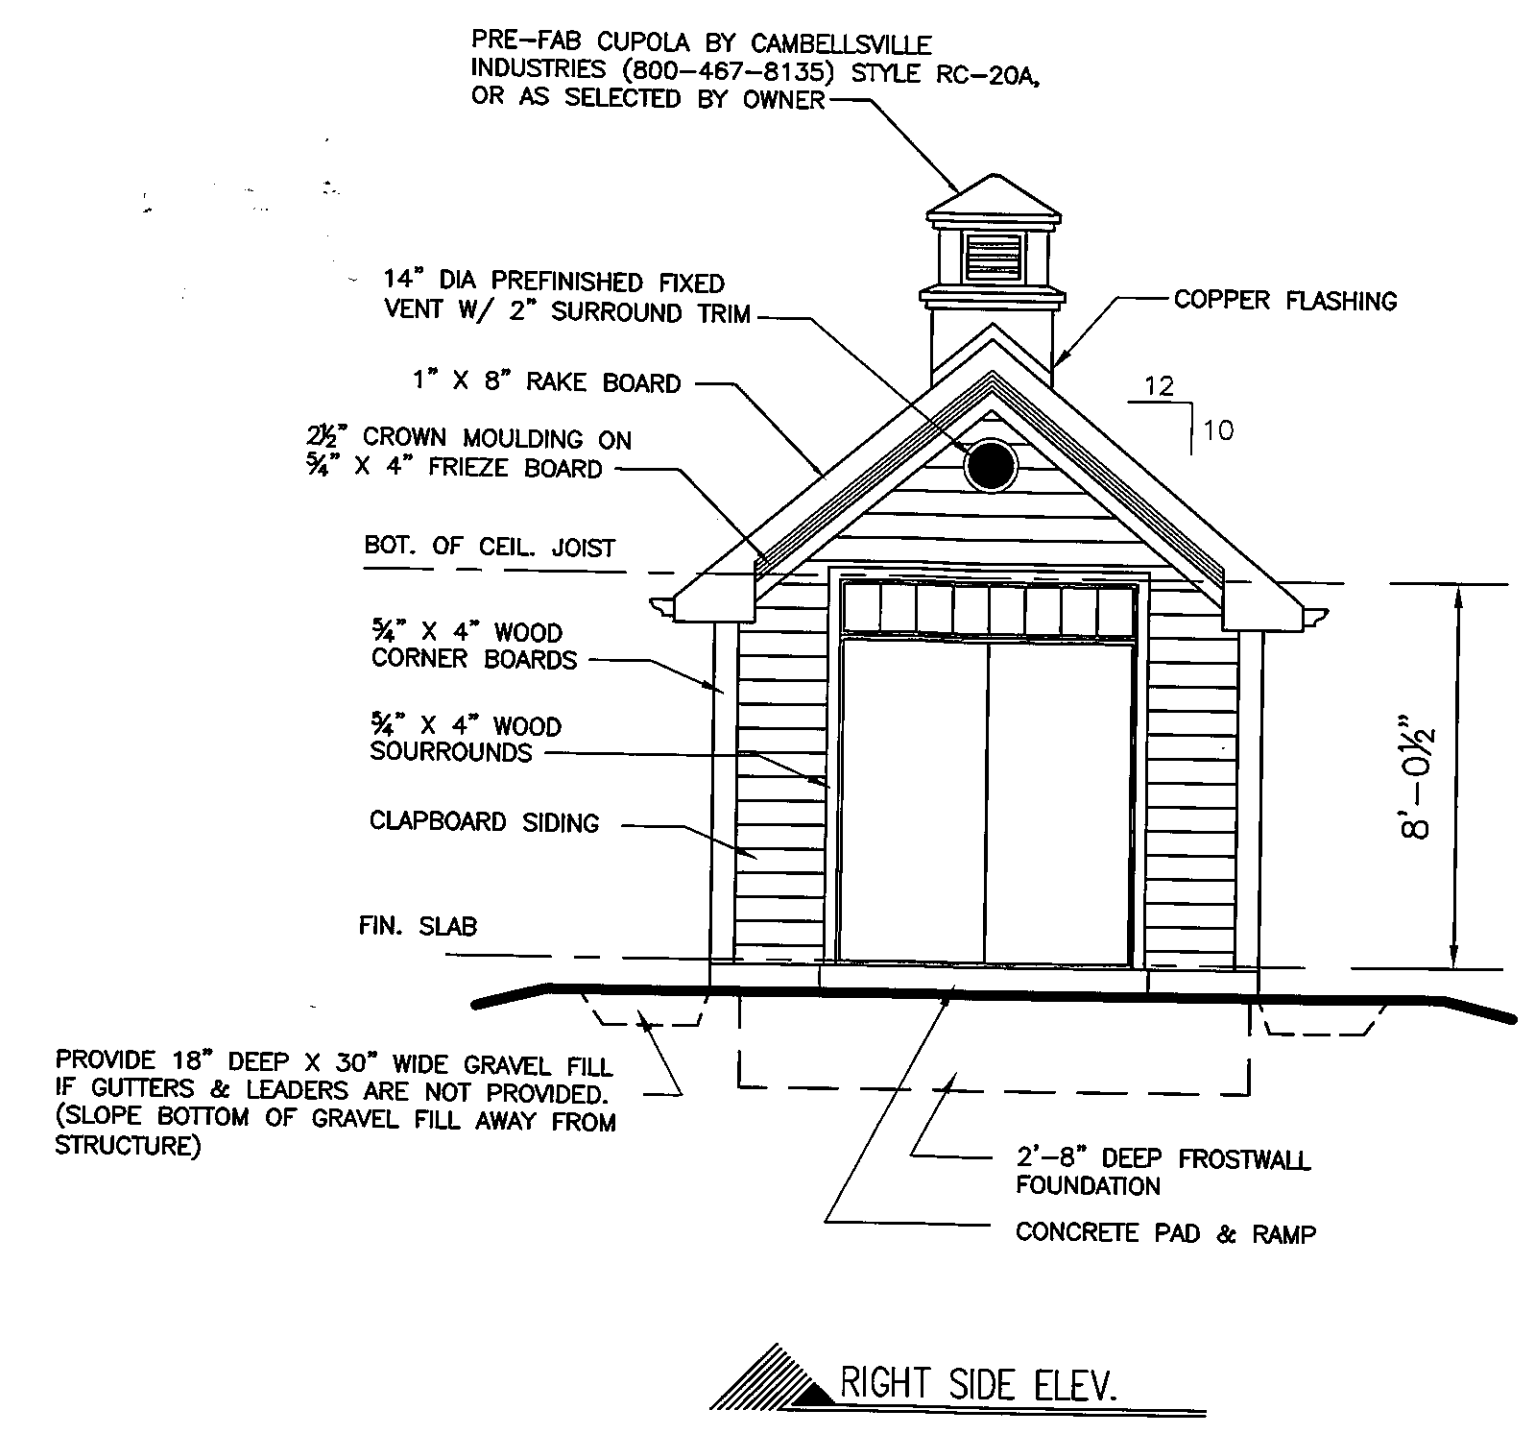 PRE-FAB CUPOLA BY CAMBELLSVILLE
INDUSTRIES (800-467-8135) STYLE RC-20A,
OR AS SELECTED BY OWNER
14" DIA PREFINISHED FIXED
VENT W/ 2" SURROUND TRIM
COPPER FLASHING
1" X 8" RAKE BOARD
12
10
2½" CROWN MOULDING ON
5/4" X 4" FRIEZE BOARD
BOT. OF CEIL. JOIST
5/4" X 4" WOOD
CORNER BOARDS
5/4" X 4" WOOD
SOURROUNDS
8'-0½"
CLAPBOARD SIDING
FIN. SLAB
PROVIDE 18" DEEP X 30" WIDE GRAVEL FILL
IF GUTTERS & LEADERS ARE NOT PROVIDED.
(SLOPE BOTTOM OF GRAVEL FILL AWAY FROM
STRUCTURE)
2'-8" DEEP FROSTWALL
FOUNDATION
CONCRETE PAD & RAMP
RIGHT SIDE ELEV.